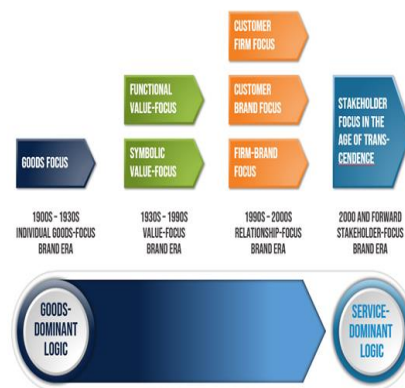 CUSTOMER
FIRM FOCUS
FUNCTIONAL
VALUE-FOCUS
CUSTOMER
BRAND FOCUS
STAKEHOLDER
FOCUS IN THE
AGE OF TRANS-
CENDENCE
GOODS FOCUS
SYMBOLIC
VALUE-FOCUS
FIRM-BRAND
FOCUS
1900S – 1930S
INDIVIDUAL GOODS-FOCUS
BRAND ERA
1930S – 1990S
VALUE-FOCUS
BRAND ERA
1990S – 2000S
RELATIONSHIP-FOCUS
BRAND ERA
2000 AND FORWARD
STAKEHOLDER-FOCUS
BRAND ERA
GOODS-
DOMINANT
LOGIC
SERVICE-
DOMINANT
LOGIC